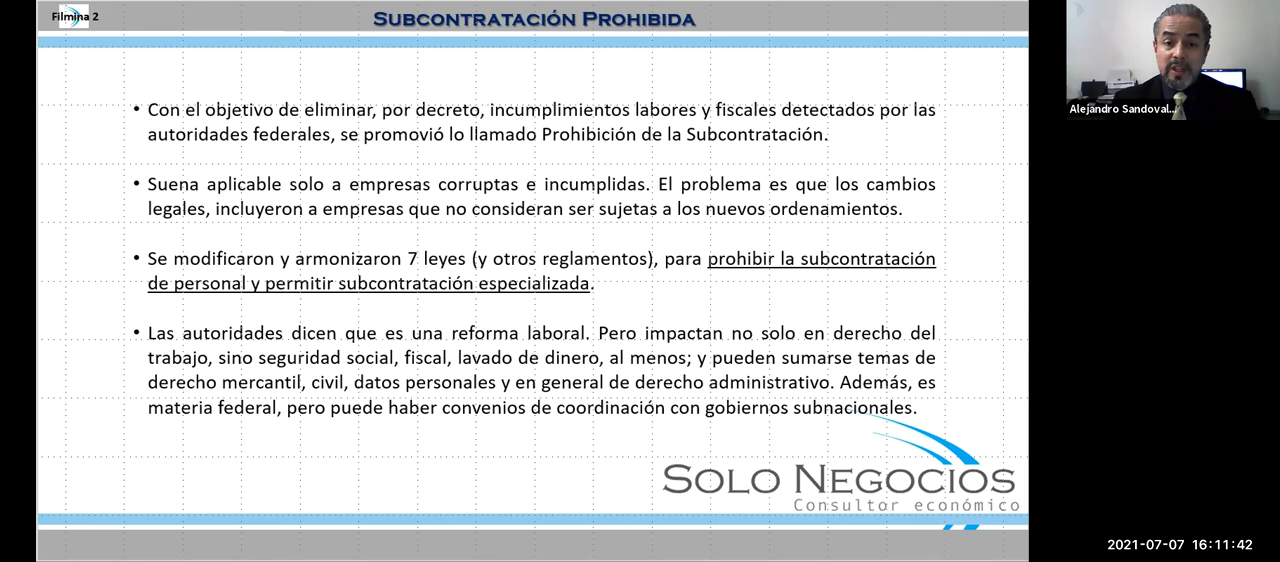 Filmina 2
Subcontratación Prohibida
• Con el objetivo de eliminar, por decreto, incumplimientos labores y fiscales detectados por las
autoridades federales, se promovió lo llamado Prohibición de la Subcontratación.
• Suena aplicable solo a empresas corruptas e incumplidas. El problema es que los cambios
legales, incluyeron a empresas que no consideran ser sujetas a los nuevos ordenamientos.
• Se modificaron y armonizaron 7 leyes (y otros reglamentos), para prohibir la subcontratación
de personal y permitir subcontratación especializada.
• Las autoridades dicen que es una reforma laboral. Pero impactan no solo en derecho del
trabajo, sino seguridad social, fiscal, lavado de dinero, al menos; y pueden sumarse temas de
derecho mercantil, civil, datos personales y en general de derecho administrativo. Además, es
materia federal, pero puede haber convenios de coordinación con gobiernos subnacionales.
Solo Negocios
Consultor económico
Alejandro Sandoval...
2021-07-07 16:11:42